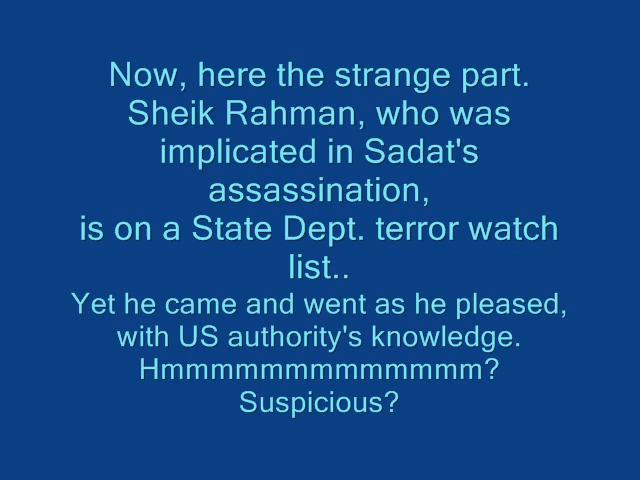 Now, here the strange part.
Sheik Rahman, who was
implicated in Sadat's
assassination,
is on a State Dept. terror watch
list..
Yet he came and went as he pleased,
with US authority's knowledge.
Hmmmmmmmmmmmmm?
Suspicious?